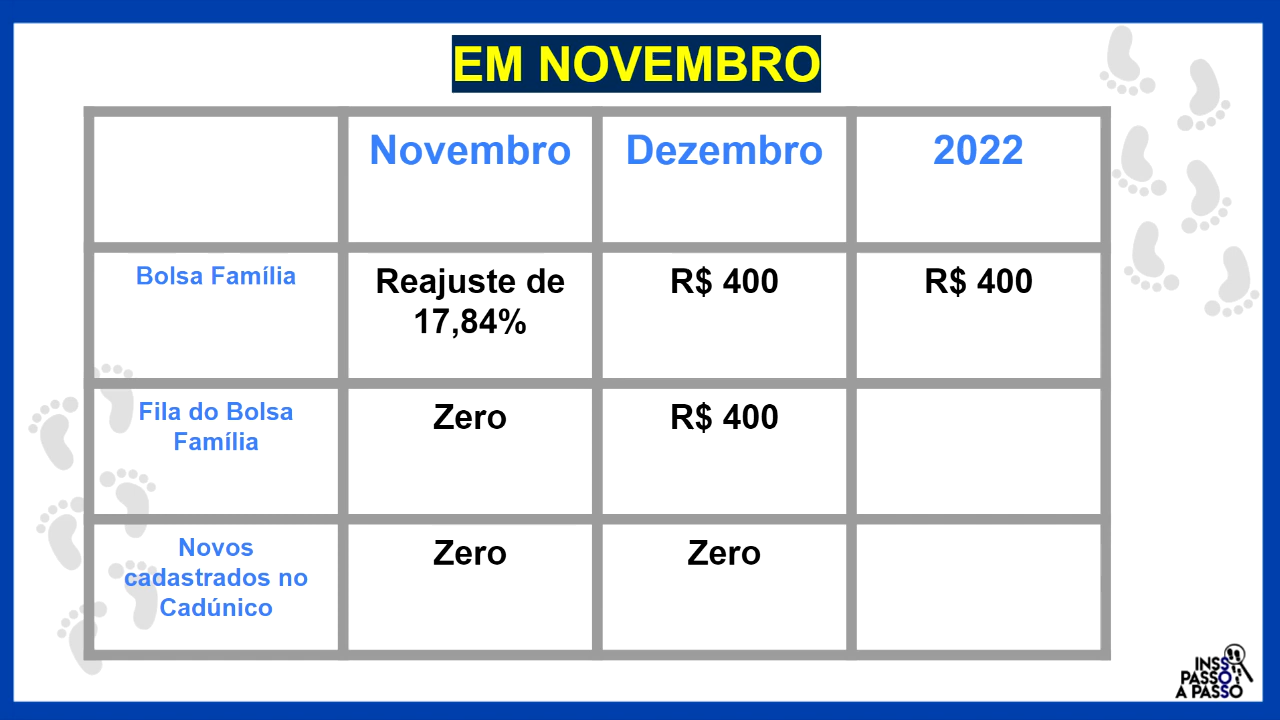 EM NOVEMBRO
Novembro
Dezembro
2022
Bolsa Família
Reajuste de
17,84%
R$ 400
R$ 400
Fila do Bolsa
Família
Zero
R$ 400
Novos
cadastrados no
Cadúnico
Zero
Zero
INSS
PASSO
A PASSO